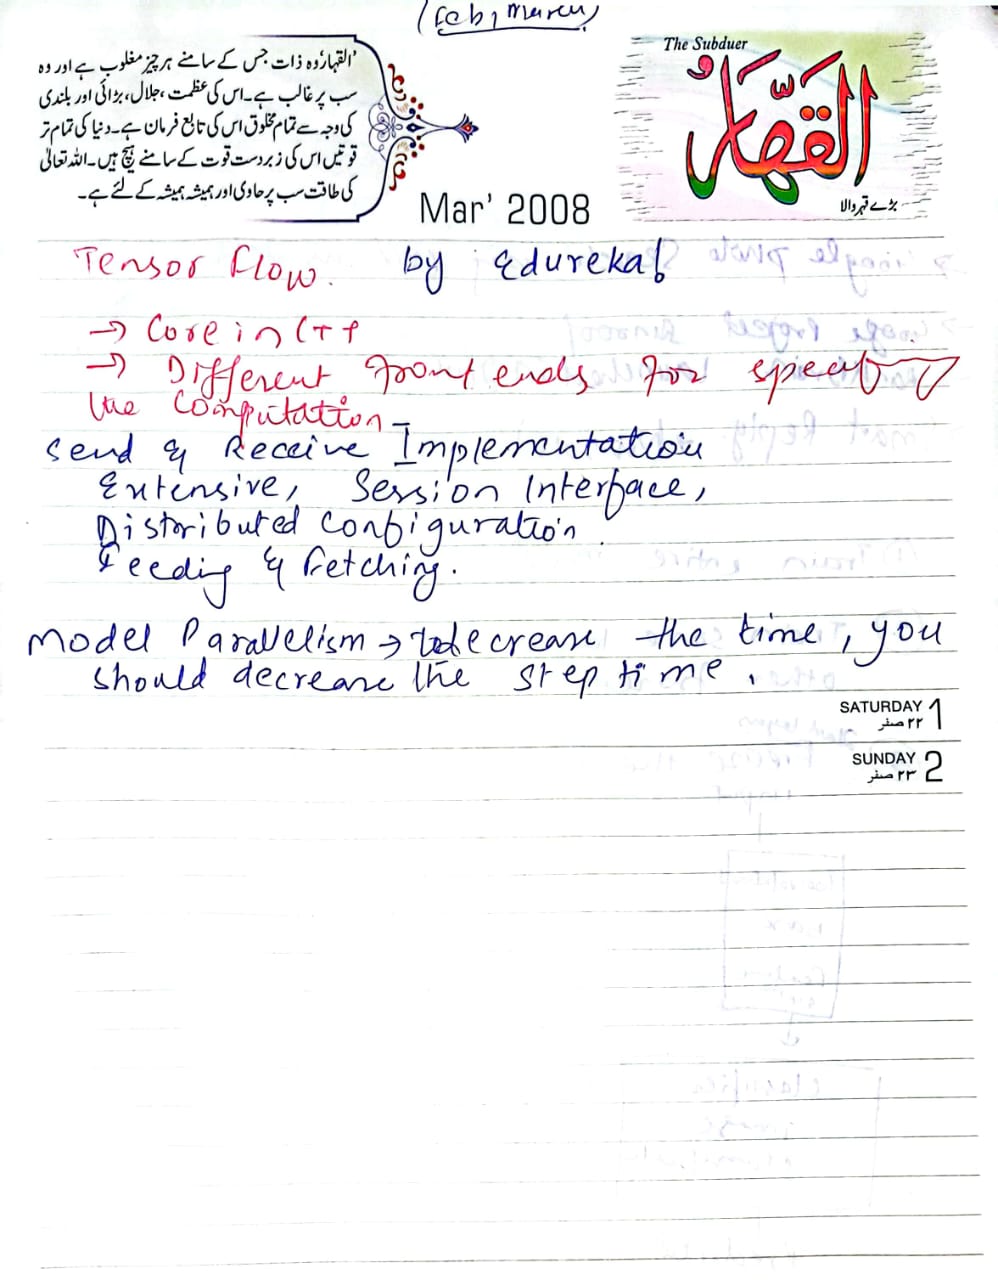 (Feb, March)
The Subduer
القهار
بڑے قہر والا
'القہار' وہ ذات جس کے سامنے ہر چیز مغلوب ہے اور وہ
سب پر غالب ہے۔ اس کی عظمت، جلال، بڑائی اور بلندی
کی وجہ سے تمام مخلوق اس کی تابع فرمان ہے۔ دنیا کی تمام تر
قوتیں اس کی زبردست قوت کے سامنے ہیچ ہیں۔ اللہ تعالیٰ
کی طاقت سب پر حاوی اور ہمیشہ ہمیشہ کے لئے ہے۔
Mar' 2008
Tensor Flow. by Edureka!
→ Core in C++
→ Different front ends for
the Computation
Send & Receive Implementation
Extensive, Session Interface,
Distributed Configuration.
Feeding & Fetching.
Model Parallelism → to decrease the time, you
should decrease the step time.
SATURDAY 1
۲۲ صفر
SUNDAY 2
۲۳ صفر